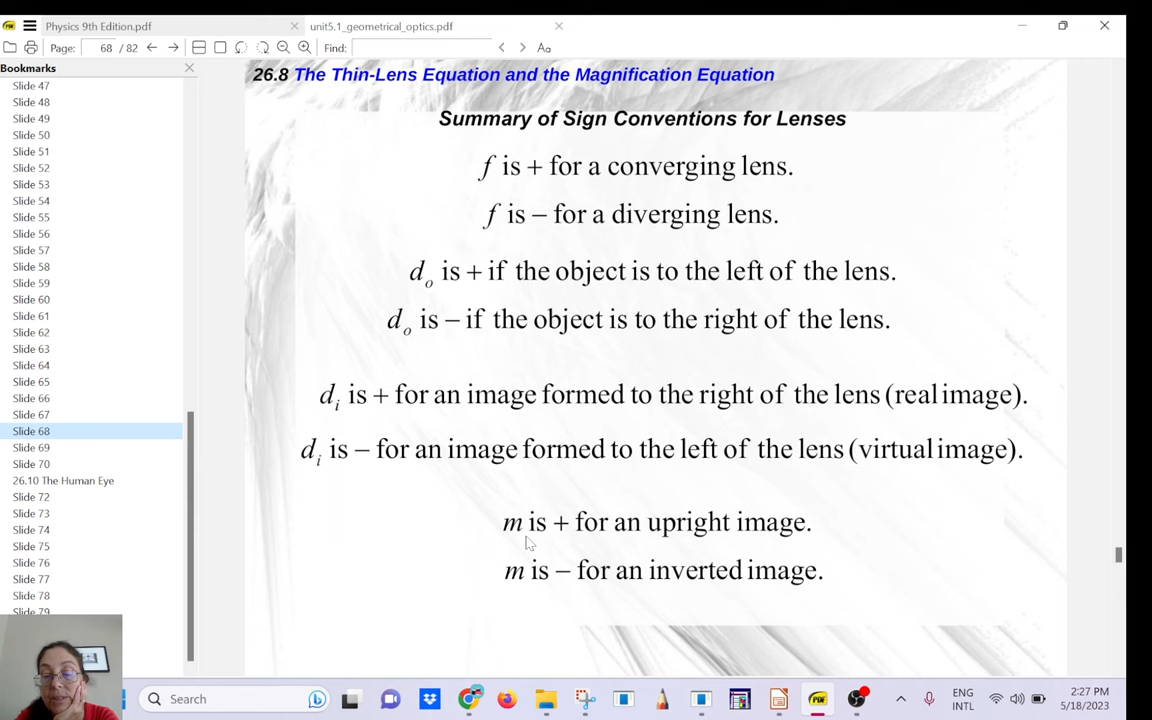 Physics 9th Edition.pdf
unit5.1_geometrical_optics.pdf
Page: 68 / 82
Find:
Aa
Bookmarks
Slide 47
Slide 48
Slide 49
Slide 50
Slide 51
Slide 52
Slide 53
Slide 54
Slide 55
Slide 56
Slide 57
Slide 58
Slide 59
Slide 60
Slide 61
Slide 62
Slide 63
Slide 64
Slide 65
Slide 66
Slide 67
Slide 68
Slide 69
Slide 70
26.10 The Human Eye
Slide 72
Slide 73
Slide 74
Slide 75
Slide 76
Slide 77
Slide 78
Slide 79
26.8 The Thin-Lens Equation and the Magnification Equation
Summary of Sign Conventions for Lenses
f is + for a converging lens.
f is − for a diverging lens.
d_o is + if the object is to the left of the lens.
d_o is − if the object is to the right of the lens.
d_i is + for an image formed to the right of the lens (real image).
d_i is − for an image formed to the left of the lens (virtual image).
m is + for an upright image.
m is − for an inverted image.
Search
ENG
INTL
2:27 PM
5/18/2023